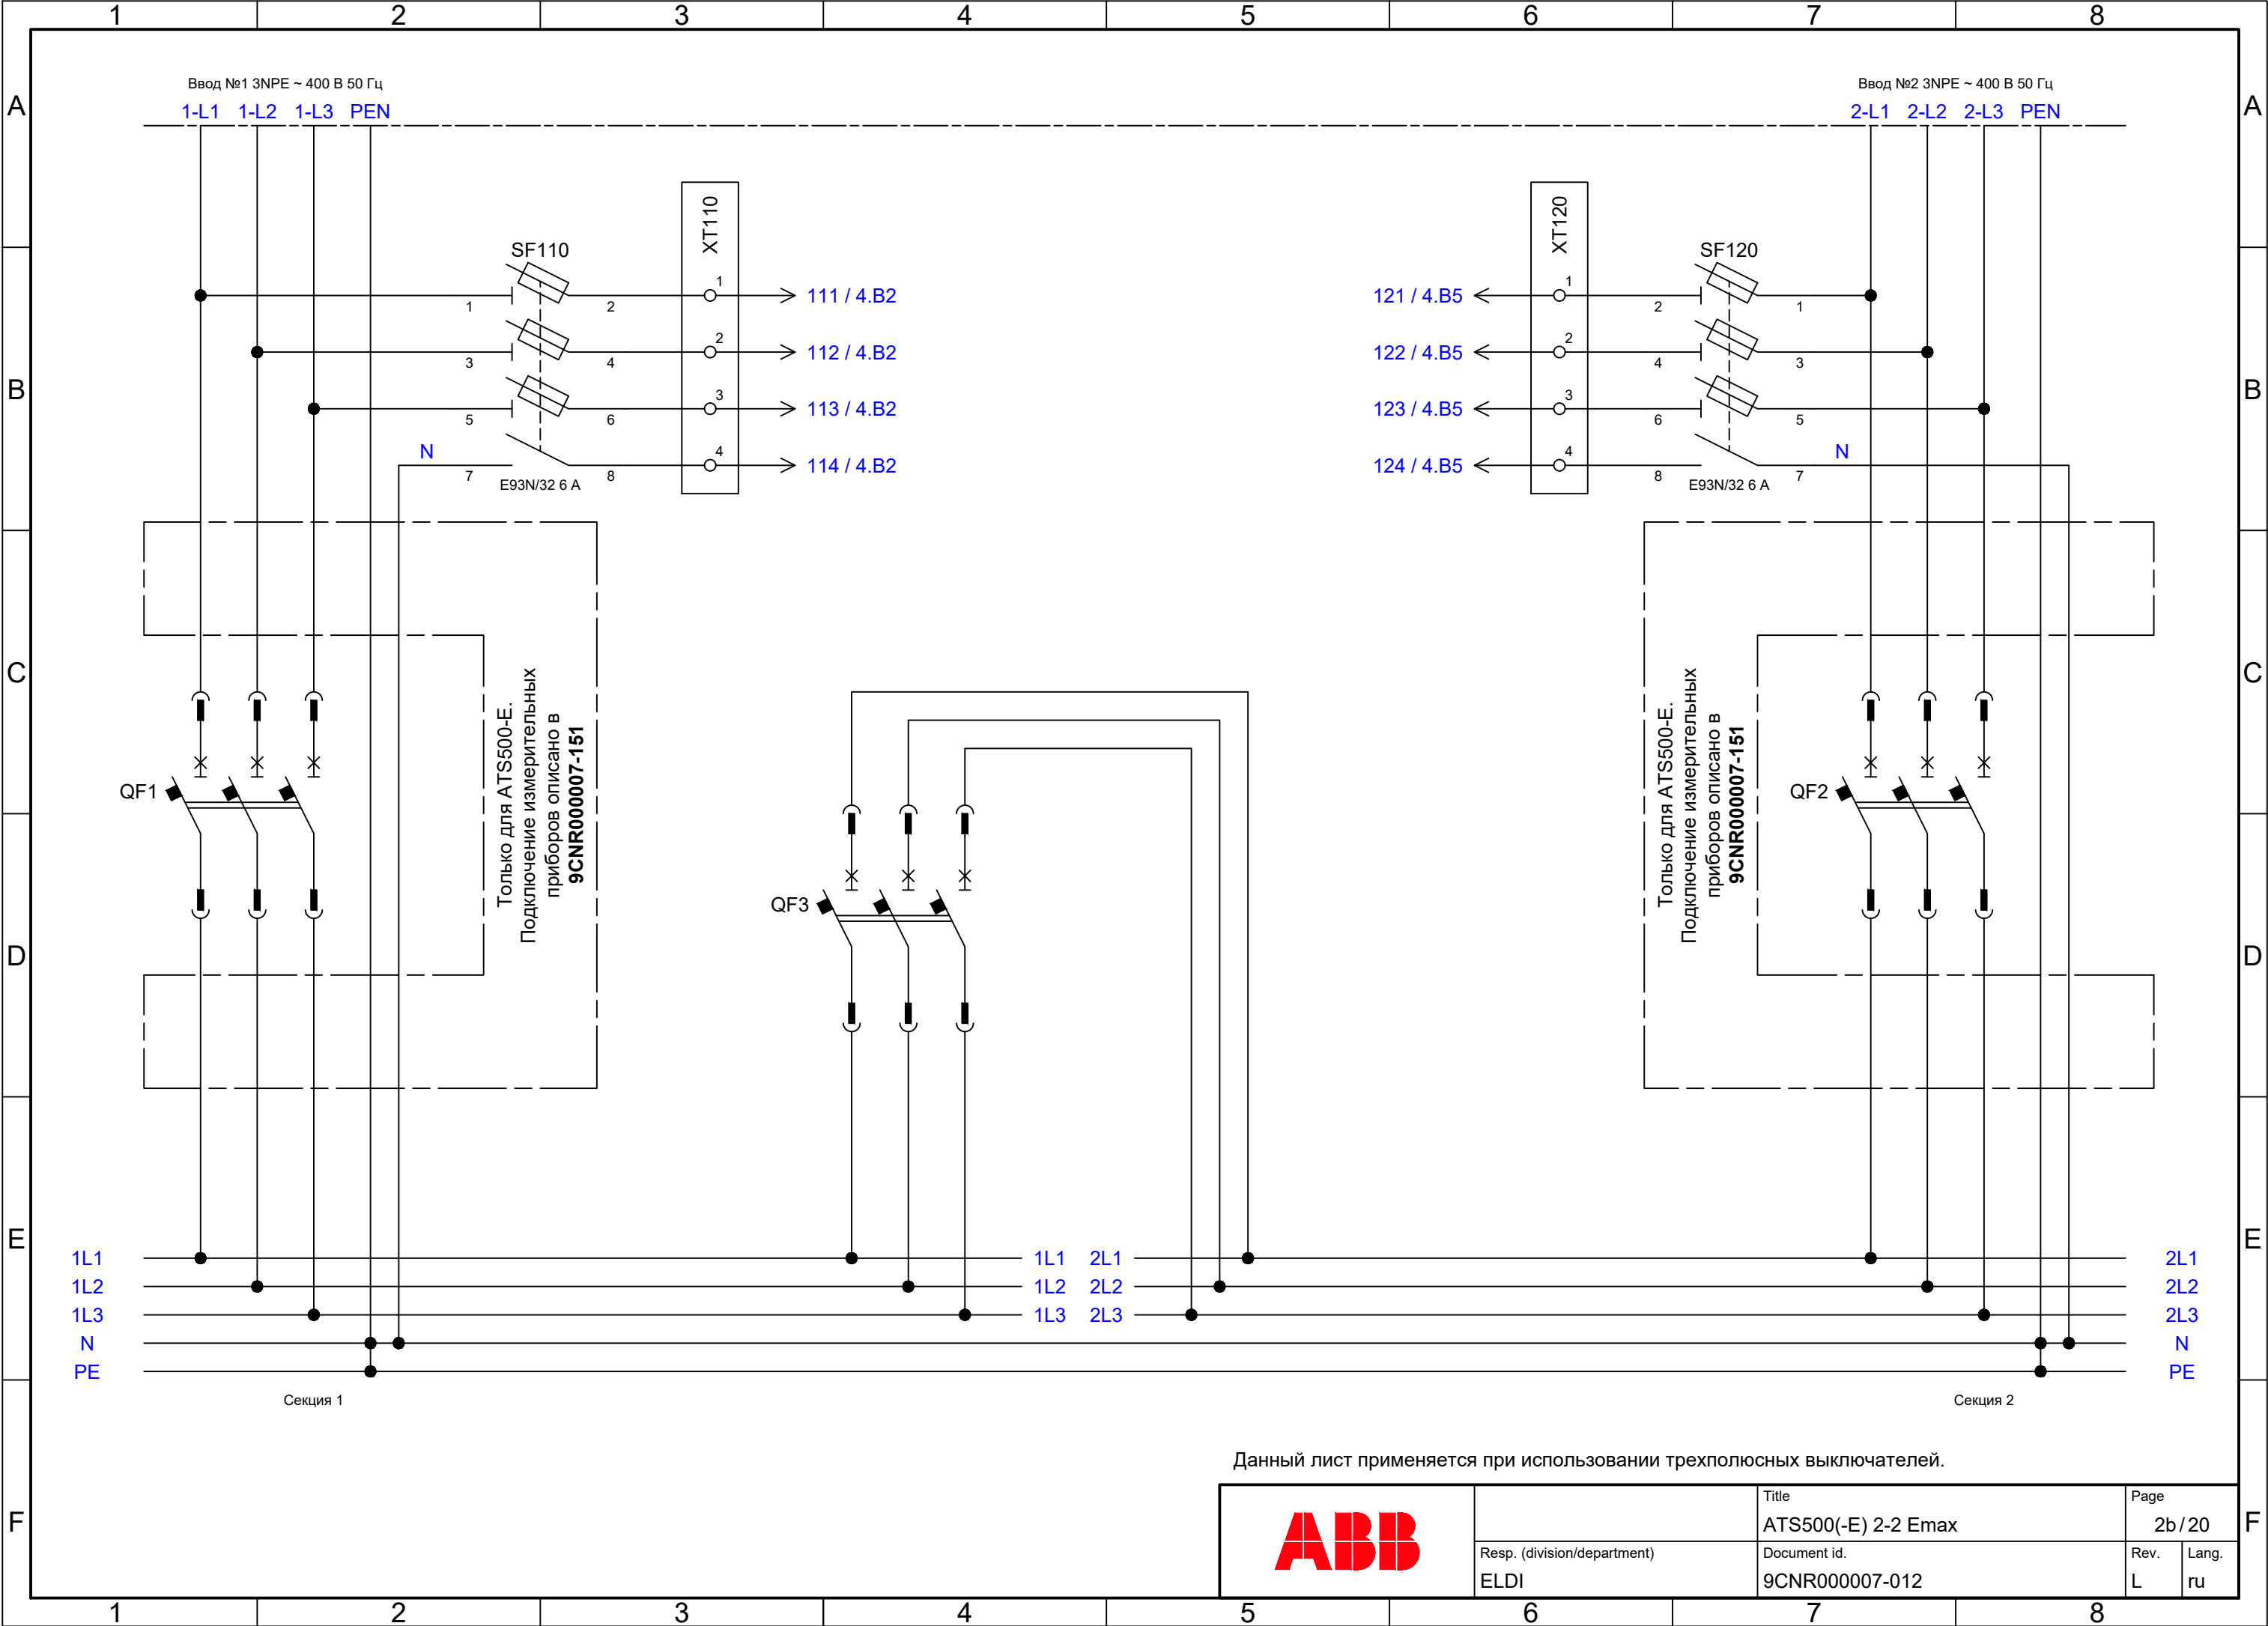 1 2 3 4 5 6 7 8
A A
B B
C C
D D
E E
F F
Ввод №1 3NPE ~ 400 В 50 Гц
1-L1 1-L2 1-L3 PEN
Ввод №2 3NPE ~ 400 В 50 Гц
2-L1 2-L2 2-L3 PEN
SF110
XT110
1 2 1 111 / 4.B2
3 4 2 112 / 4.B2
5 6 3 113 / 4.B2
N 7 8 4 114 / 4.B2
E93N/32 6 A
XT120
SF120
121 / 4.B5 1 2 1
122 / 4.B5 2 4 3
123 / 4.B5 3 6 5
124 / 4.B5 4 8 7 N
E93N/32 6 A
QF1
Только для ATS500-E.
Подключение измерительных
приборов описано в
9CNR000007-151
QF3
Только для ATS500-E.
Подключение измерительных
приборов описано в
9CNR000007-151
QF2
1L1 1L1 2L1 2L1
1L2 1L2 2L2 2L2
1L3 1L3 2L3 2L3
N N
PE PE
Секция 1
Секция 2
Данный лист применяется при использовании трехполюсных выключателей.
ABB
Title
ATS500(-E) 2-2 Emax
Page
2b/20
Resp. (division/department)
ELDI
Document id.
9CNR000007-012
Rev.
L
Lang.
ru
1 2 3 4 5 6 7 8